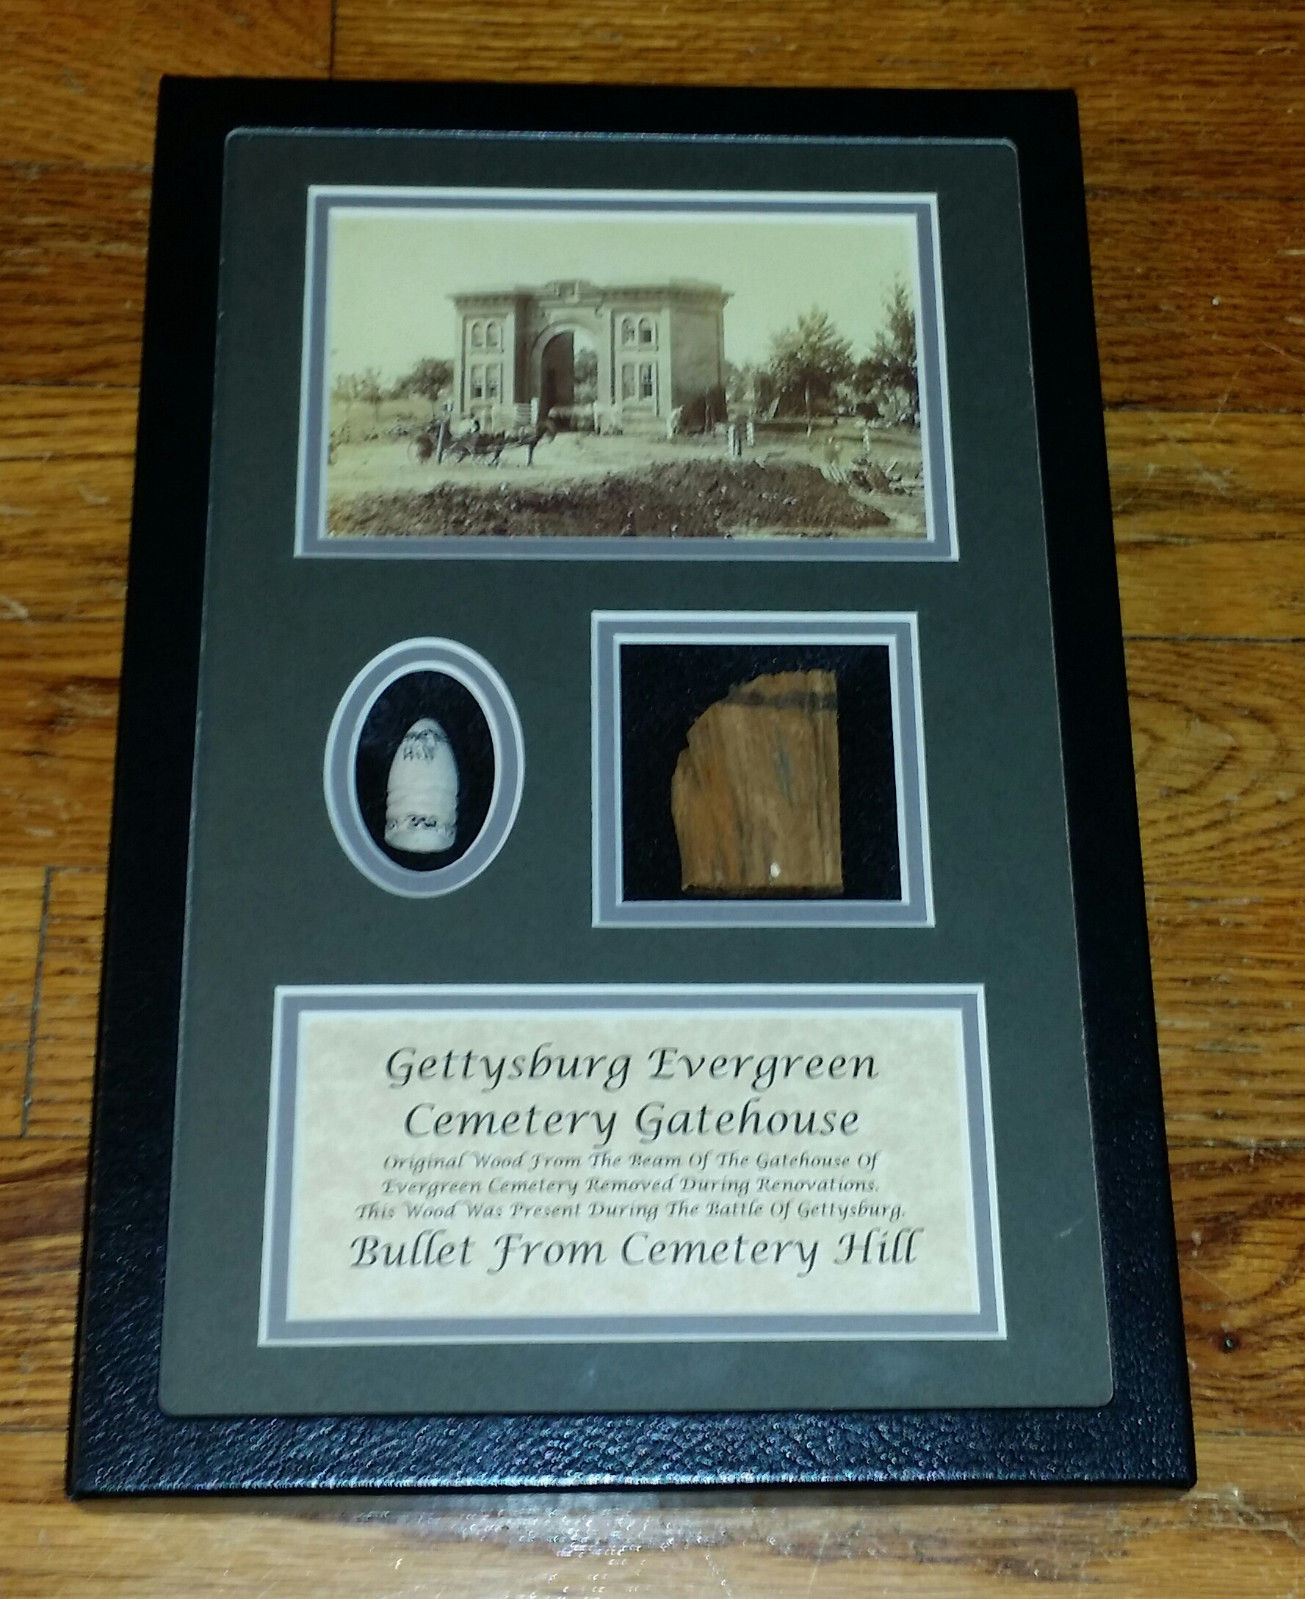 Gettysburg Evergreen
Cemetery Gatehouse
Original Wood From The Beam Of The Gatehouse Of
Evergreen Cemetery Removed During Renovations.
This Wood Was Present During The Battle Of Gettysburg.
Bullet From Cemetery Hill